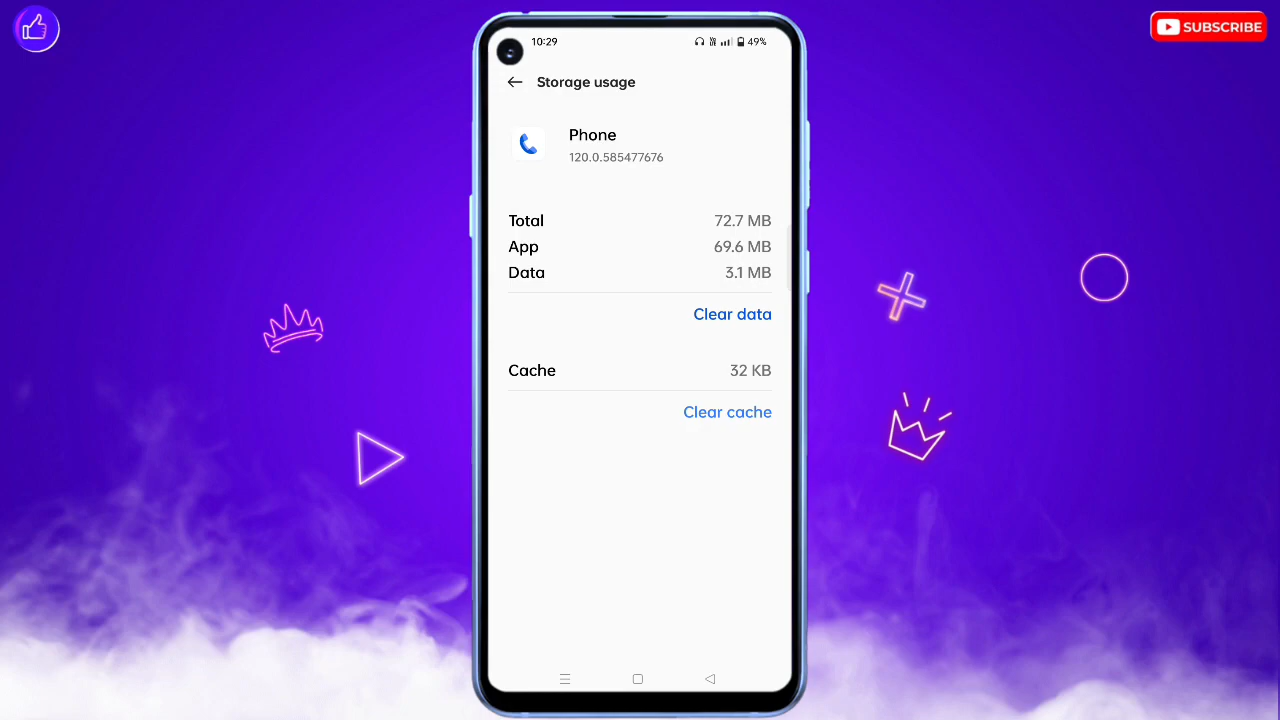 SUBSCRIBE
10:29
49%
Storage usage
Phone
120.0.585477676
Total 72.7 MB
App 69.6 MB
Data 3.1 MB
Clear data
Cache 32 KB
Clear cache